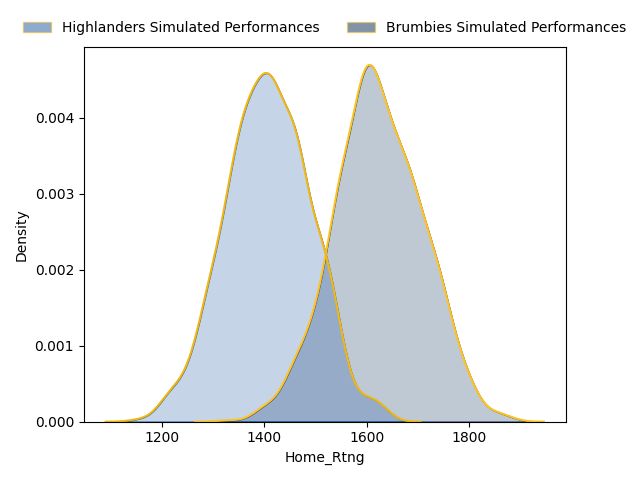 Highlanders Simulated Performances Brumbies Simulated Performances
0.004
0.003
0.002
0.001
0.000
Density
1200 1400 1600 1800
Home_Rtng